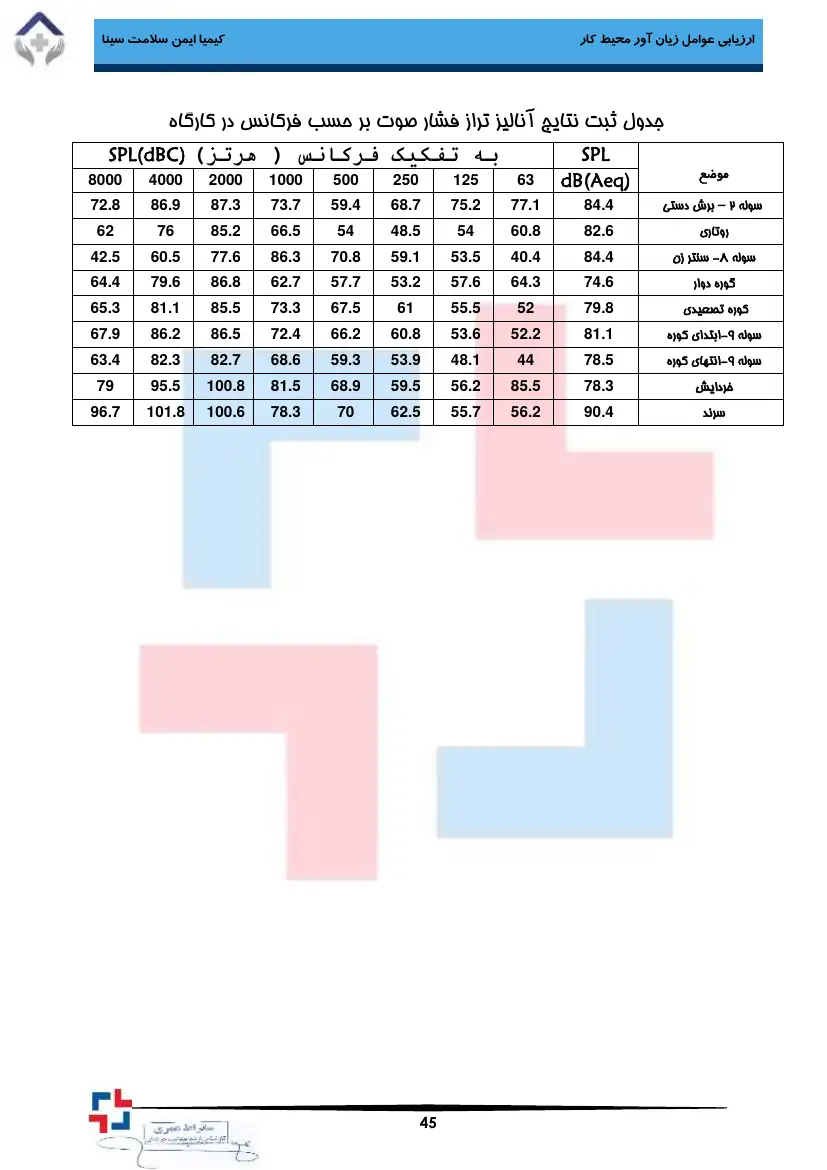 ارزیابی عوامل زیان آور محیط کار کیمیا ایمن سلامت سینا
جدول ثبت نتایج آنالیز تراز فشار صوت بر حسب فرکانس در کارگاه
موضع SPL SPL(dBC) به تفکیک فرکانس ( هرتز)
dB(Aeq) 63 125 250 500 1000 2000 4000 8000
سوله ۲ – برش دستی 84.4 77.1 75.2 68.7 59.4 73.7 87.3 86.9 72.8
روتاری 82.6 60.8 54 48.5 54 66.5 85.2 76 62
سوله ۸- سنتر زن 84.4 40.4 53.5 59.1 70.8 86.3 77.6 60.5 42.5
گوره دوار 74.6 64.3 57.6 53.2 57.7 62.7 86.8 79.6 64.4
کوره تصعیدی 79.8 52 55.5 61 67.5 73.3 85.5 81.1 65.3
سوله ۹-ابتدای کوره 81.1 52.2 53.6 60.8 66.2 72.4 86.5 86.2 67.9
سوله ۹-انتهای کوره 78.5 44 48.1 53.9 59.3 68.6 82.7 82.3 63.4
خردایش 78.3 85.5 56.2 59.5 68.9 81.5 100.8 95.5 79
سرند 90.4 56.2 55.7 62.5 70 78.3 100.6 101.8 96.7
45